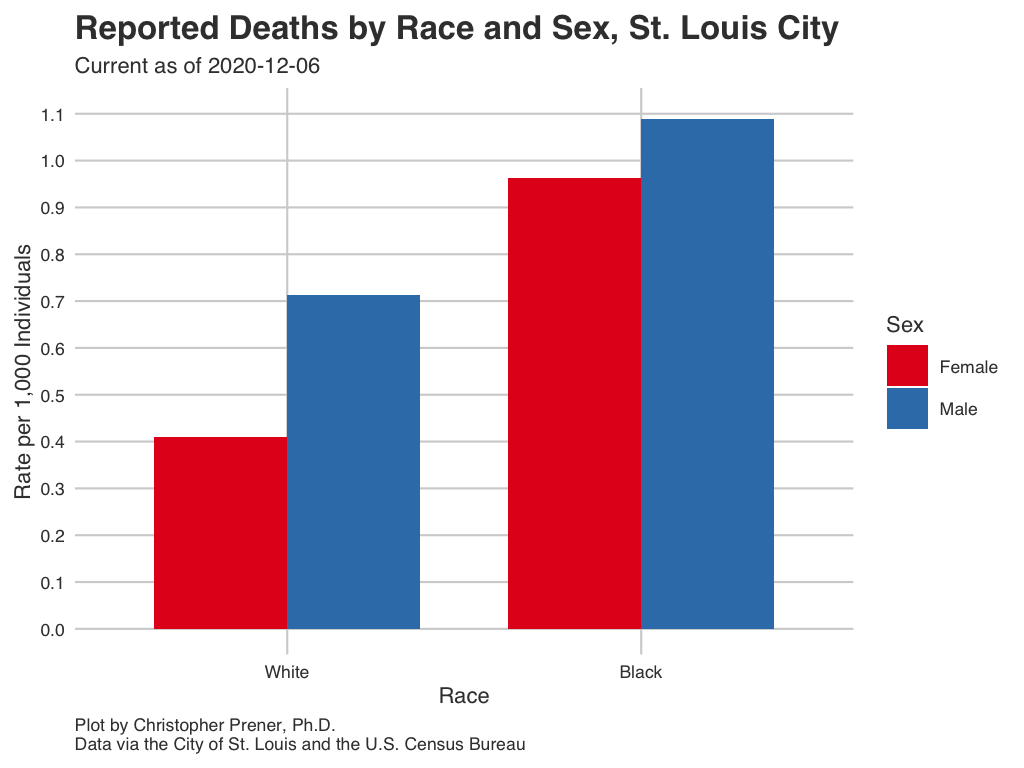 Reported Deaths by Race and Sex, St. Louis City
Current as of 2020-12-06
Rate per 1,000 Individuals
1.1
1.0
0.9
0.8
0.7
0.6
0.5
0.4
0.3
0.2
0.1
0.0
White
Black
Race
Sex
Female
Male
Plot by Christopher Prener, Ph.D.
Data via the City of St. Louis and the U.S. Census Bureau